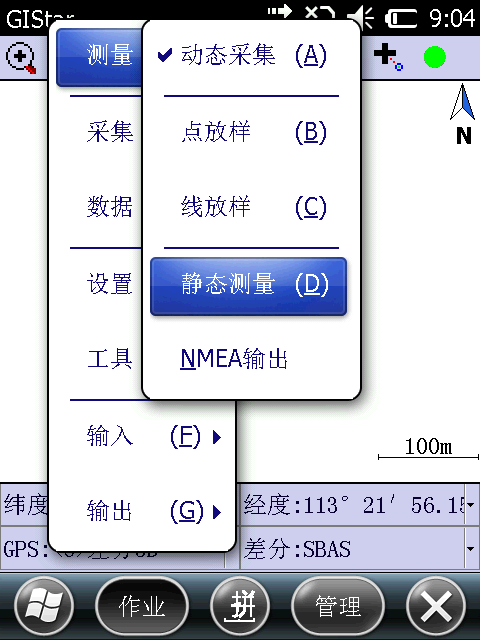 GIStar 9:04
测量
采集
数据
设置
工具
输入 (F)
输出 (G)
动态采集 (A)
点放样 (B)
线放样 (C)
静态测量 (D)
NMEA输出
N
100m
纬度
经度:113° 21′ 56.15
GPS:
差分:SBAS
作业
拼
管理